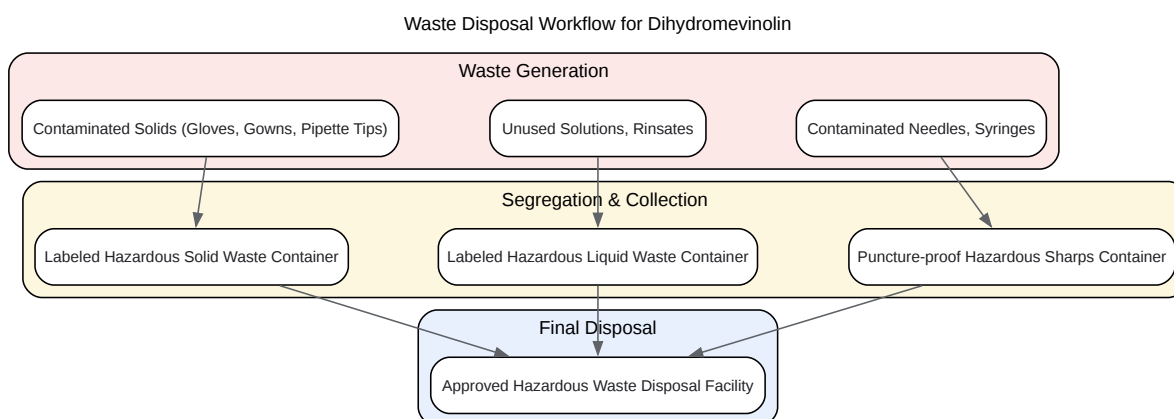 Waste Disposal Workflow for Dihydromevinolin
Waste Generation
Contaminated Solids (Gloves, Gowns, Pipette Tips)
Unused Solutions, Rinsates
Contaminated Needles, Syringes
Segregation & Collection
Labeled Hazardous Solid Waste Container
Labeled Hazardous Liquid Waste Container
Puncture-proof Hazardous Sharps Container
Final Disposal
Approved Hazardous Waste Disposal Facility